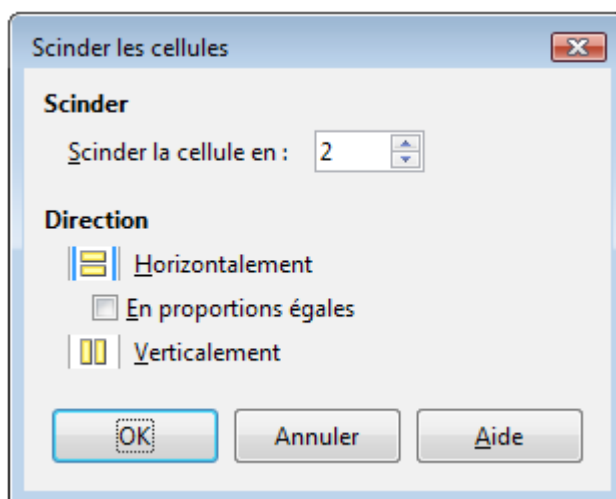 Scinder les cellules
Scinder
Scinder la cellule en : 2
Direction
Horizontalement
En proportions égales
Verticalement
OK Annuler Aide